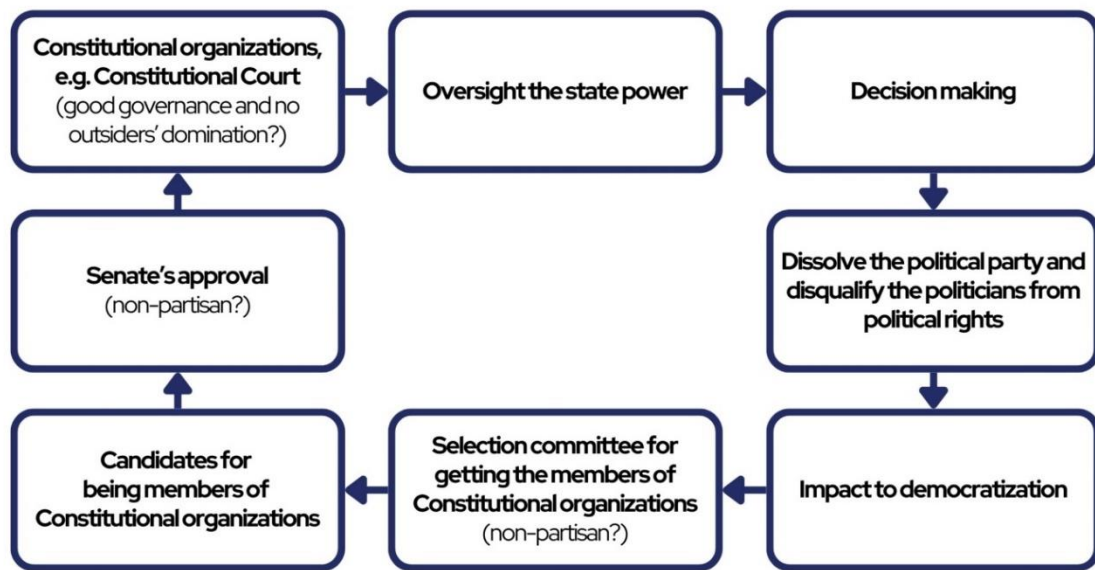 Constitutional organizations,
e.g. Constitutional Court
(good governance and no
outsiders' domination?)
Oversight the state power
Decision making
Senate's approval
(non-partisan?)
Dissolve the political party and
disqualify the politicians from
political rights
Candidates for
being members of
Constitutional organizations
Selection committee for
getting the members of
Constitutional organizations
(non-partisan?)
Impact to democratization